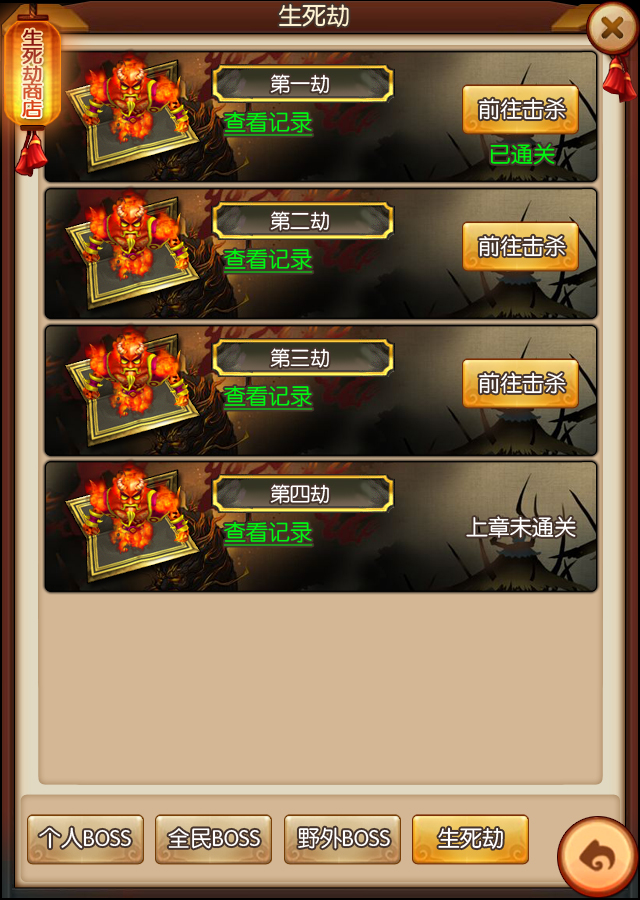 生死劫
生死劫商店
第一劫
查看记录
前往击杀
已通关
第二劫
查看记录
前往击杀
第三劫
查看记录
前往击杀
第四劫
查看记录
上章未通关
个人BOSS
全民BOSS
野外BOSS
生死劫